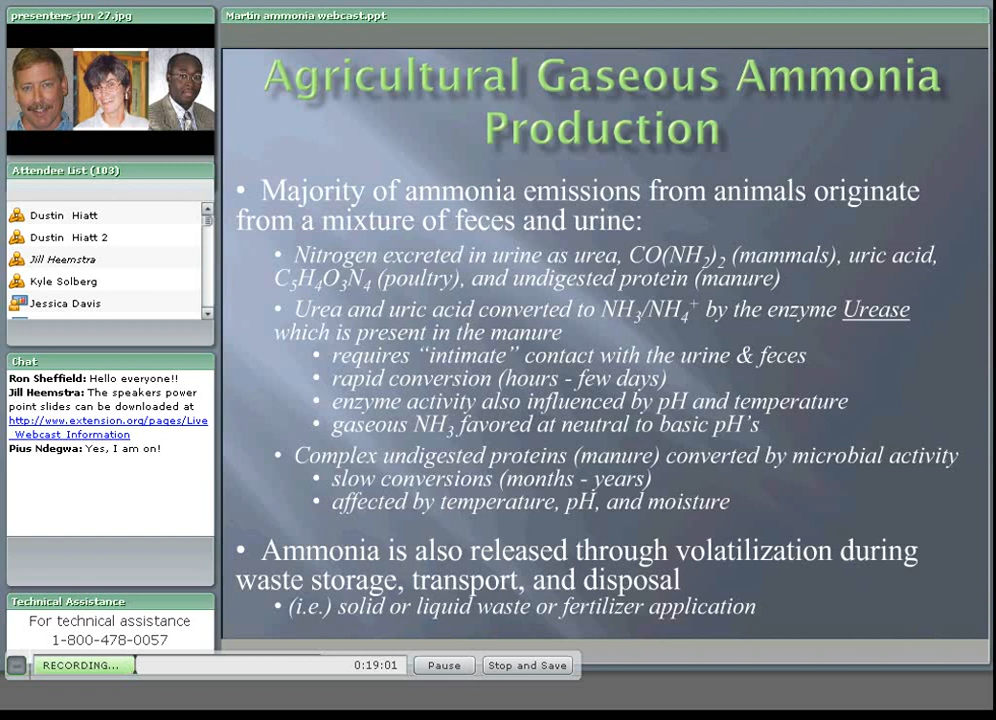 presenters-jun 27.jpg
Attendee List (103)
Dustin Hiatt
Dustin Hiatt 2
Jill Heemstra
Kyle Solberg
Jessica Davis
Chat
Ron Sheffield: Hello everyone!!
Jill Heemstra: The speakers power
point slides can be downloaded at
http://www.extension.org/pages/Live
_Webcast_Information
Pius Ndegwa: Yes, I am on!
Technical Assistance
For technical assistance
1-800-478-0057
Martin ammonia webcast.ppt
Agricultural Gaseous Ammonia
Production
• Majority of ammonia emissions from animals originate
from a mixture of feces and urine:
• Nitrogen excreted in urine as urea, CO(NH₂)₂ (mammals), uric acid,
C₅H₄O₃N₄ (poultry), and undigested protein (manure)
• Urea and uric acid converted to NH₃/NH₄⁺ by the enzyme Urease
which is present in the manure
• requires “intimate” contact with the urine & feces
• rapid conversion (hours - few days)
• enzyme activity also influenced by pH and temperature
• gaseous NH₃ favored at neutral to basic pH’s
• Complex undigested proteins (manure) converted by microbial activity
• slow conversions (months - years)
• affected by temperature, pH, and moisture
• Ammonia is also released through volatilization during
waste storage, transport, and disposal
• (i.e.) solid or liquid waste or fertilizer application
RECORDING... 0:19:01 Pause Stop and Save